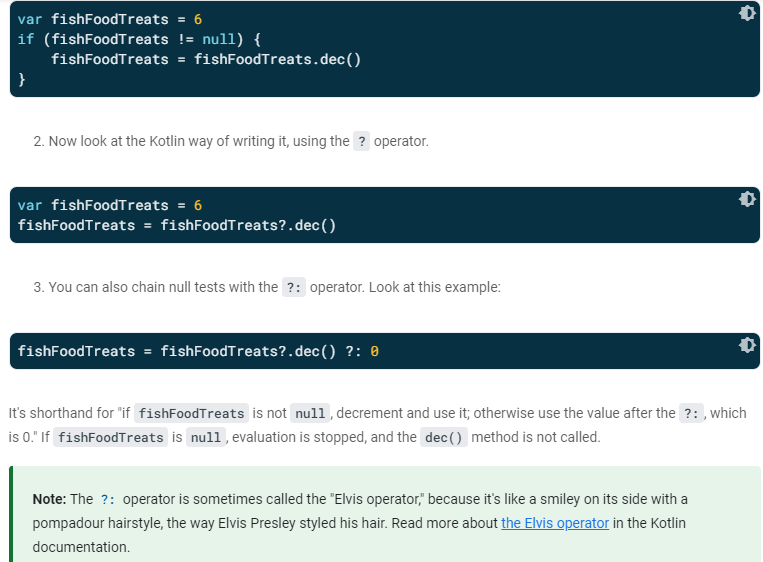 var fishFoodTreats = 6
if (fishFoodTreats != null) {
    fishFoodTreats = fishFoodTreats.dec()
}
2. Now look at the Kotlin way of writing it, using the ? operator.
var fishFoodTreats = 6
fishFoodTreats = fishFoodTreats?.dec()
3. You can also chain null tests with the ?: operator. Look at this example:
fishFoodTreats = fishFoodTreats?.dec() ?: 0
It's shorthand for "if fishFoodTreats is not null, decrement and use it; otherwise use the value after the ?:, which
is 0." If fishFoodTreats is null, evaluation is stopped, and the dec() method is not called.
Note: The ?: operator is sometimes called the "Elvis operator," because it's like a smiley on its side with a
pompadour hairstyle, the way Elvis Presley styled his hair. Read more about the Elvis operator in the Kotlin
documentation.